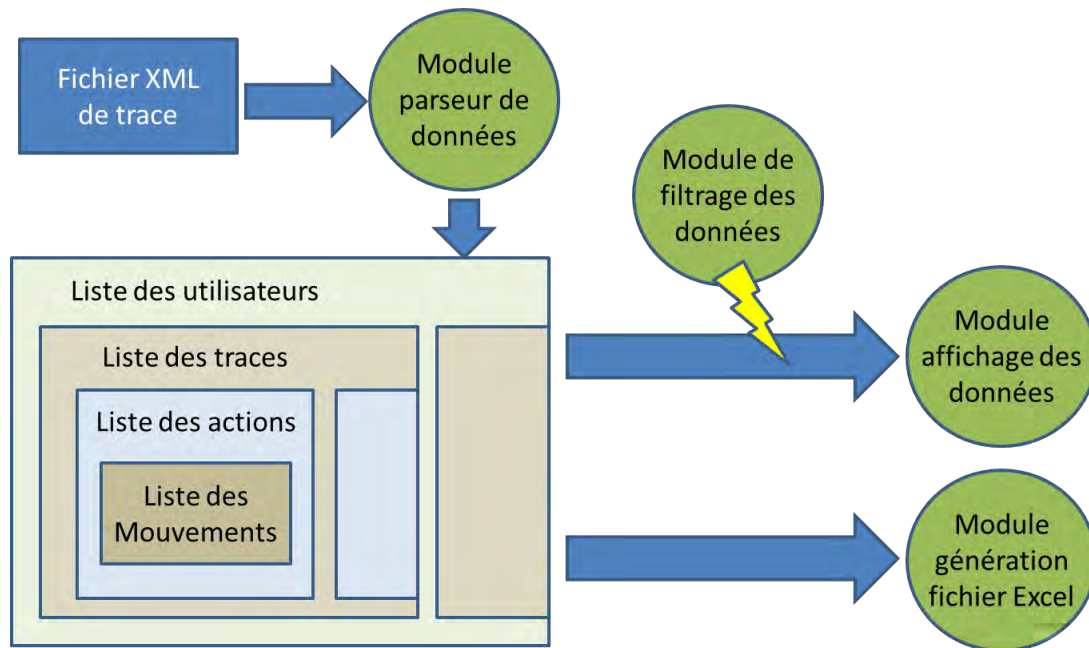 Fichier XML
de trace
Module
parseur de
données
Module de
filtrage des
données
Liste des utilisateurs
Liste des traces
Liste des actions
Liste des
Mouvements
Module
affichage des
données
Module
génération
fichier Excel